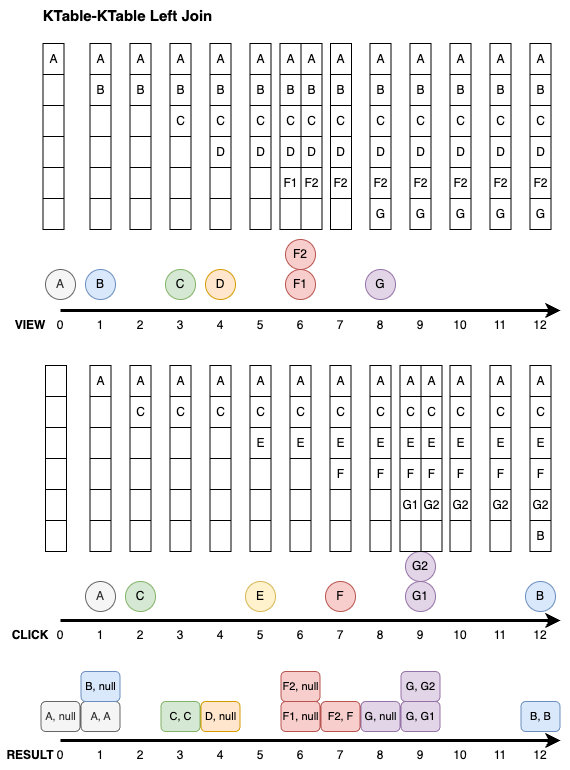 KTable-KTable Left Join
A A A A A A A A A A A A A A
B B B B B B B B B B B B B
C C C C C C C C C C C
D D D D D D D D D D
F1 F2 F2 F2 F2 F2 F2 F2
G G G G G
F2
A B C D F1 G
VIEW 0 1 2 3 4 5 6 7 8 9 10 11 12
A A A A A A A A A A A A A
C C C C C C C C C C C C
E E E E E E E E E
F F F F F F F
G1 G2 G2 G2 G2
B
G2
A C E F G1 B
CLICK 0 1 2 3 4 5 6 7 8 9 10 11 12
B, null F2, null G, G2
A, null A, A C, C D, null F1, null F2, F G, null G, G1 B, B
RESULT 0 1 2 3 4 5 6 7 8 9 10 11 12